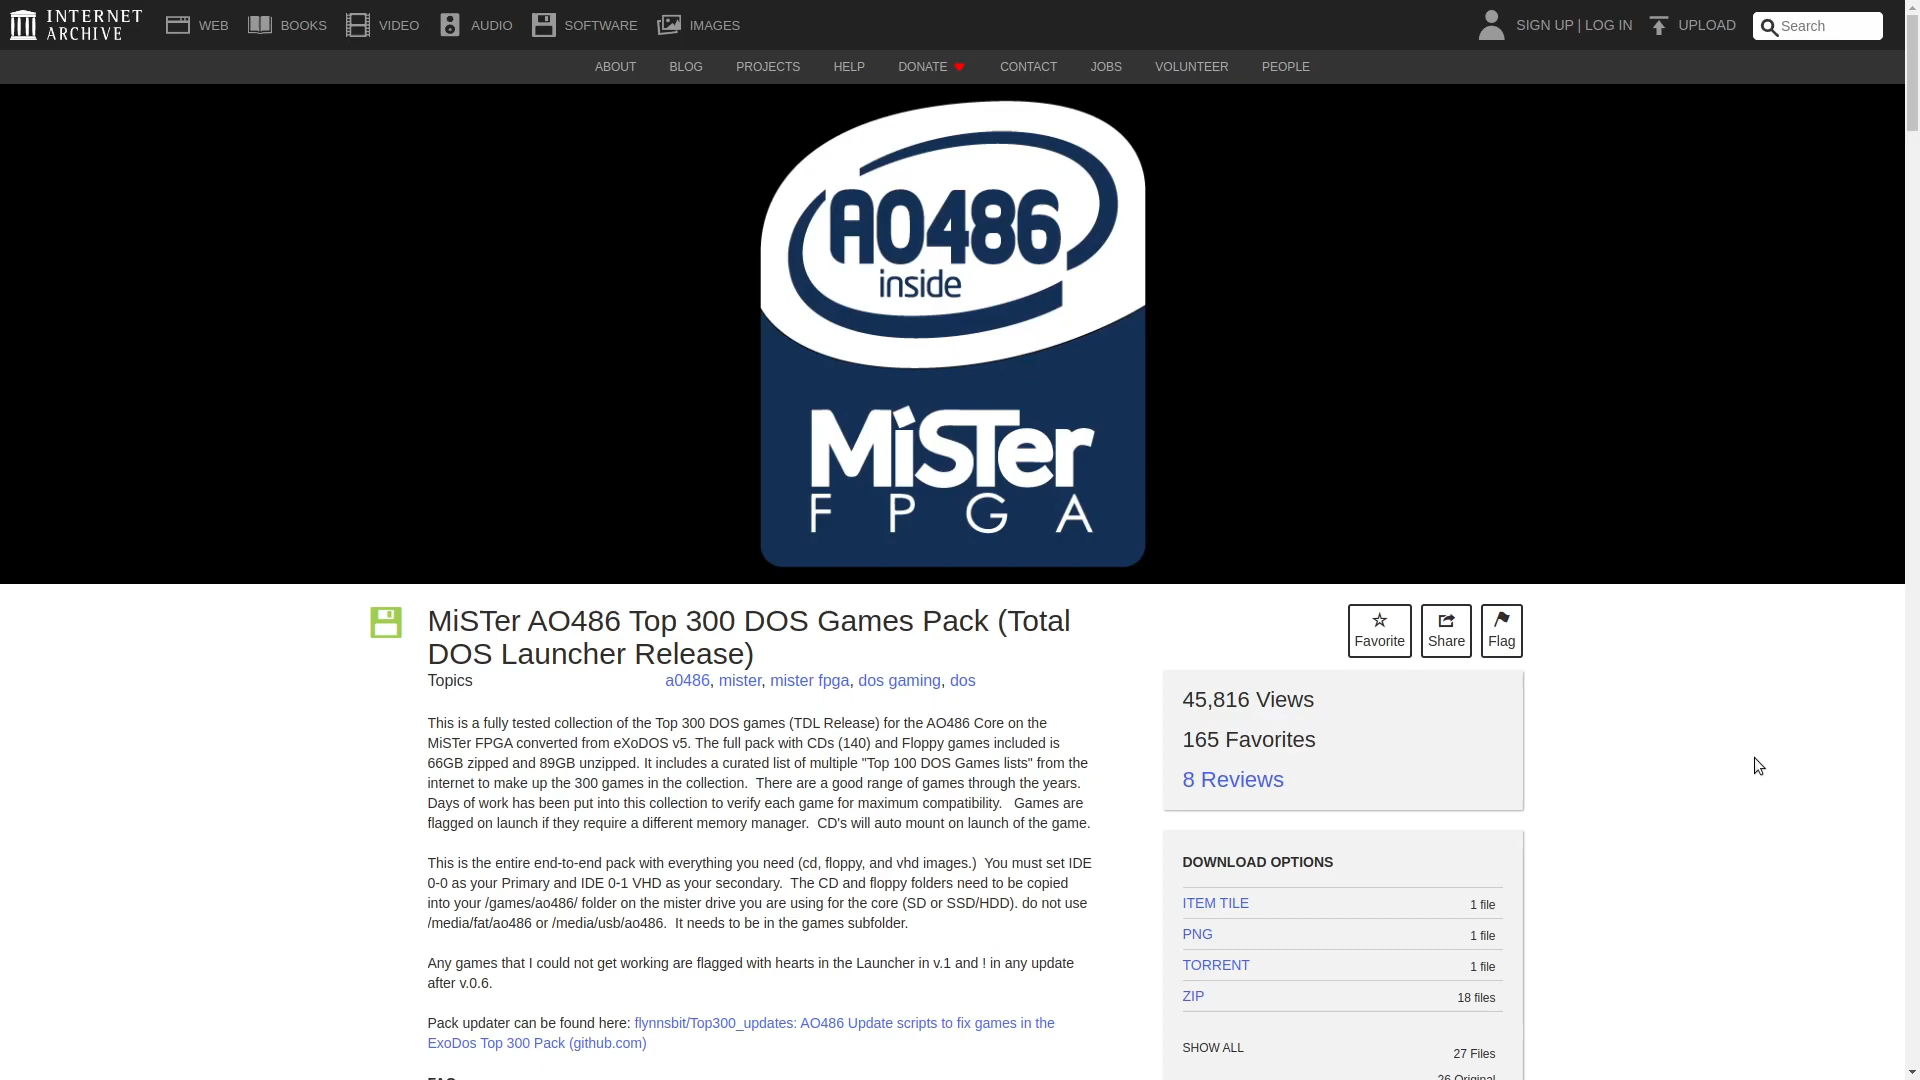 INTERNET ARCHIVE
WEB
BOOKS
VIDEO
AUDIO
SOFTWARE
IMAGES
SIGN UP | LOG IN
UPLOAD
Search
ABOUT
BLOG
PROJECTS
HELP
DONATE
CONTACT
JOBS
VOLUNTEER
PEOPLE
AO486
inside
MiSTer
FPGA
MiSTer AO486 Top 300 DOS Games Pack (Total
DOS Launcher Release)
Topics a0486, mister, mister fpga, dos gaming, dos
This is a fully tested collection of the Top 300 DOS games (TDL Release) for the AO486 Core on the
MiSTer FPGA converted from eXoDOS v5. The full pack with CDs (140) and Floppy games included is
66GB zipped and 89GB unzipped. It includes a curated list of multiple "Top 100 DOS Games lists" from the
internet to make up the 300 games in the collection.  There are a good range of games through the years.
Days of work has been put into this collection to verify each game for maximum compatibility.   Games are
flagged on launch if they require a different memory manager.  CD's will auto mount on launch of the game.
This is the entire end-to-end pack with everything you need (cd, floppy, and vhd images.)  You must set IDE
0-0 as your Primary and IDE 0-1 VHD as your secondary.  The CD and floppy folders need to be copied
into your /games/ao486/ folder on the mister drive you are using for the core (SD or SSD/HDD). do not use
/media/fat/ao486 or /media/usb/ao486.  It needs to be in the games subfolder.
Any games that I could not get working are flagged with hearts in the Launcher in v.1 and ! in any update
after v.0.6.
Pack updater can be found here: flynnsbit/Top300_updates: AO486 Update scripts to fix games in the
ExoDos Top 300 Pack (github.com)
FAQ
Favorite
Share
Flag
45,816 Views
165 Favorites
8 Reviews
DOWNLOAD OPTIONS
ITEM TILE 1 file
PNG 1 file
TORRENT 1 file
ZIP 18 files
SHOW ALL 27 Files
26 Original